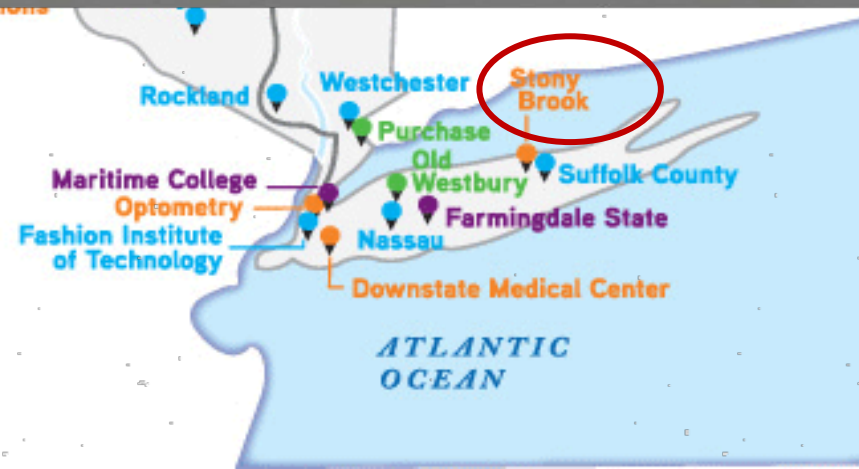 Stony
Brook
Westchester
Rockland
Purchase
Old
Westbury
Suffolk County
Maritime College
Optometry
Farmingdale State
Fashion Institute
of Technology
Nassau
Downstate Medical Center
ATLANTIC
OCEAN